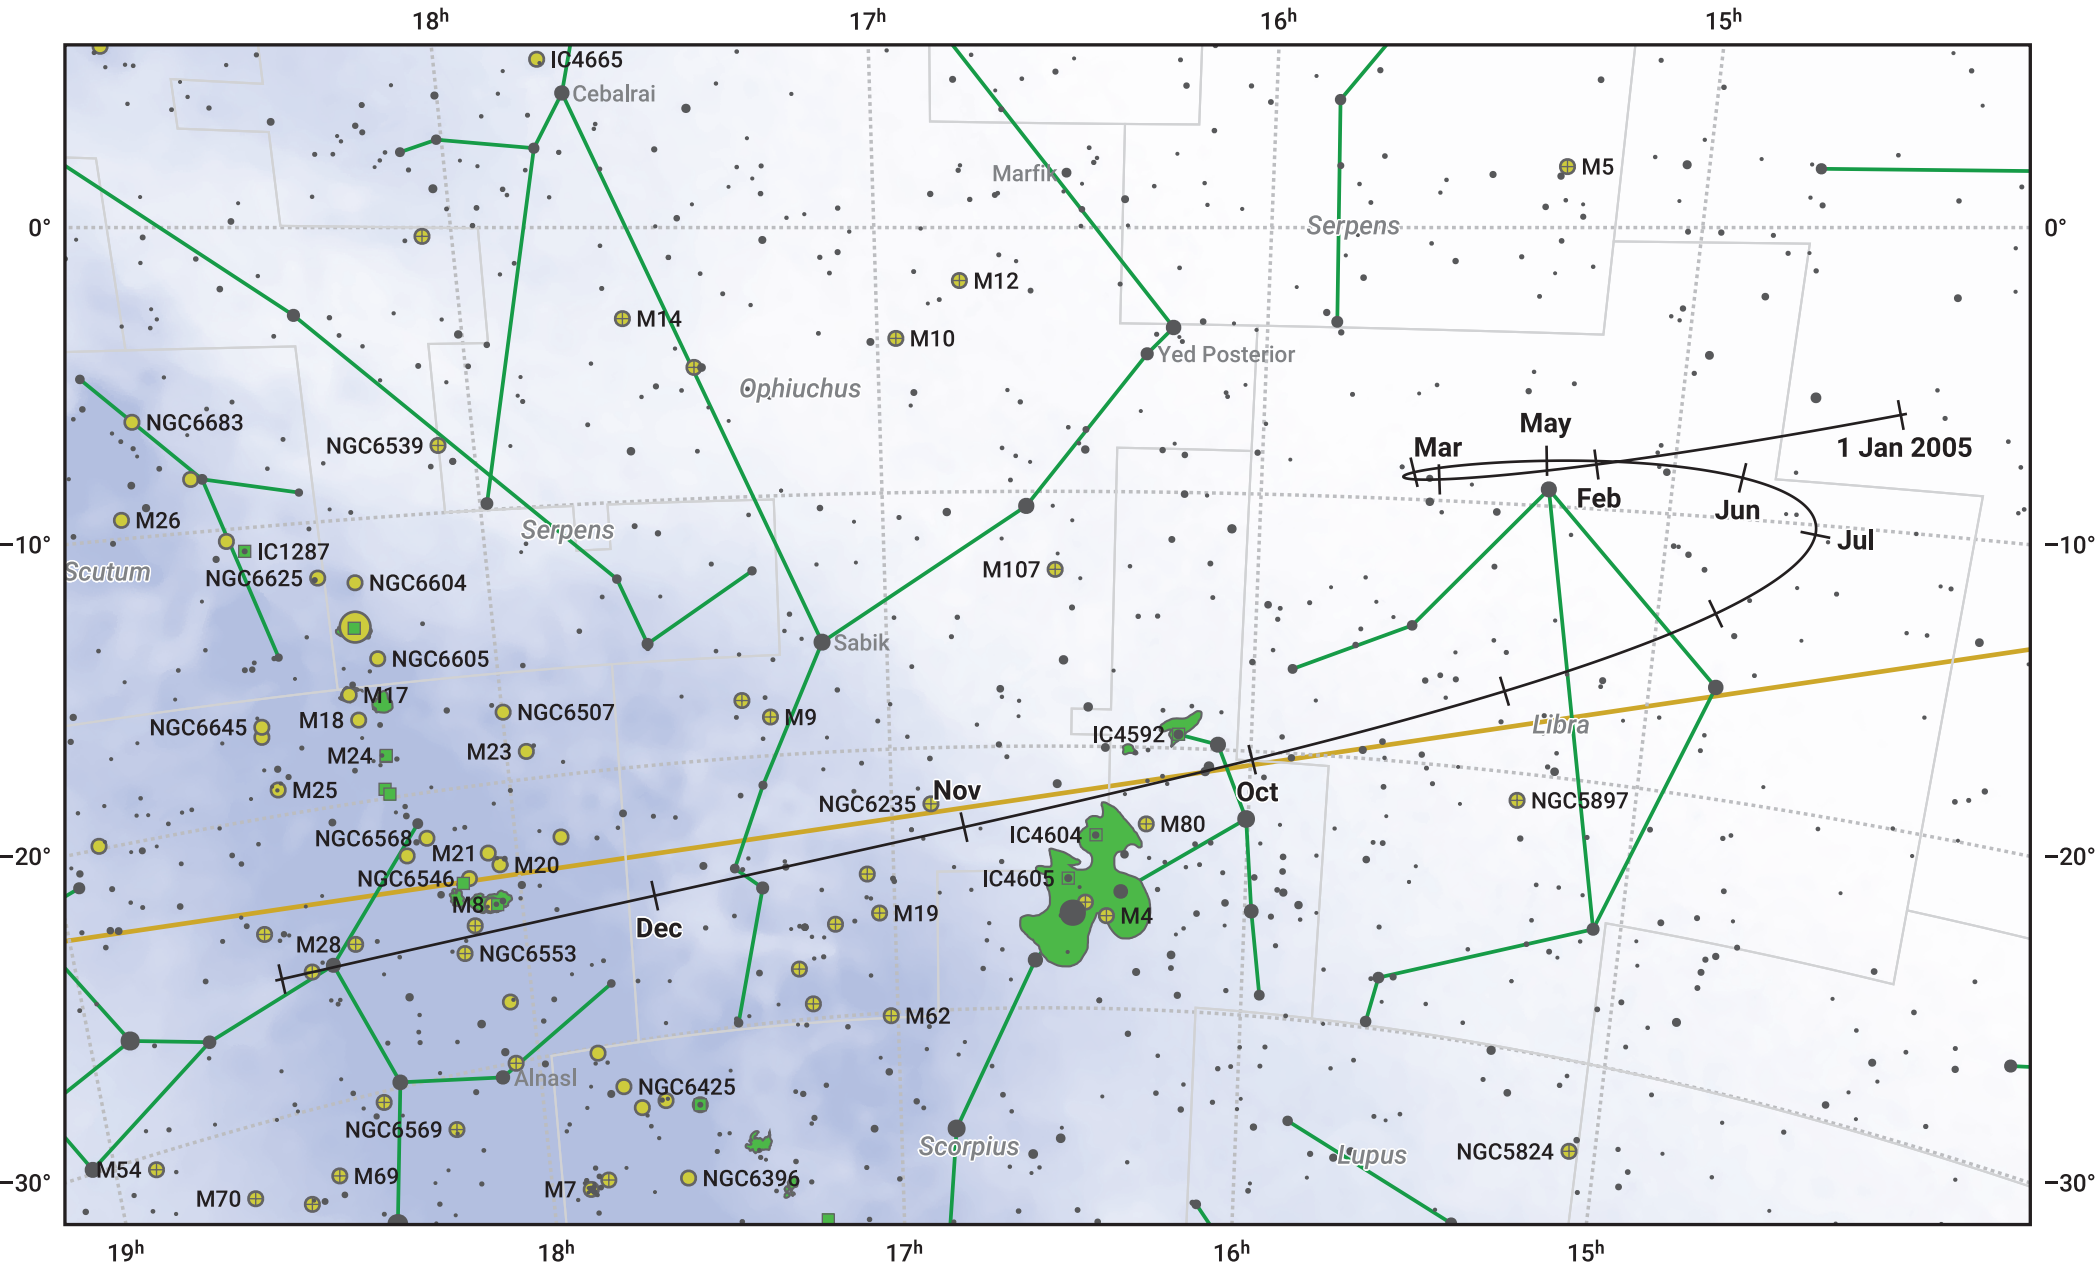 18h 17h 16h 15h
IC4665
Cebalrai
Marfik
M5
0° Serpens 0°
M12
M14 M10
Yed Posterior
Ophiuchus
May
NGC6683
NGC6539 Mar 1 Jan 2005
Feb
Jun
M26 Serpens
−10° IC1287 Jul −10°
Scutum NGC6625 NGC6604 M107
Sabik
NGC6605
M17
NGC6645 M18 NGC6507 M9 Libra
M24 M23 IC4592
M25 Nov Oct
NGC6235 NGC5897
NGC6568 IC4604 M80
−20° M21 M20 −20°
NGC6546 IC4605
M8 M19 M4
Dec
M28 NGC6553
M62
Alnasl NGC6425
NGC6569
Scorpius Lupus NGC5824
M54
−30° M69 NGC6396 −30°
M70 M7
19h 18h 17h 16h 15h